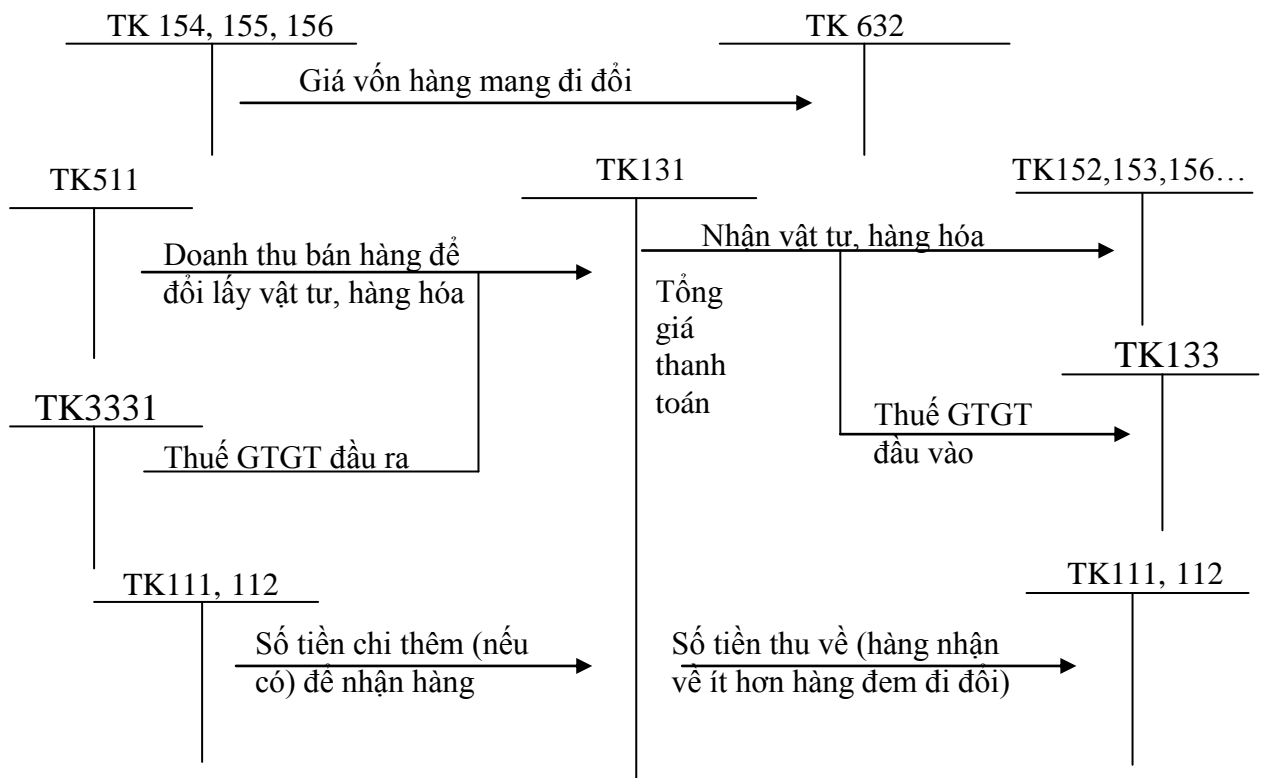 TK 154, 155, 156
TK 632
Giá vốn hàng mang đi đổi
TK511
TK131
TK152,153,156…
Doanh thu bán hàng để
đổi lấy vật tư, hàng hóa
Nhận vật tư, hàng hóa
Tổng
giá
thanh
toán
TK133
TK3331
Thuế GTGT đầu ra
Thuế GTGT
đầu vào
TK111, 112
TK111, 112
Số tiền chi thêm (nếu
có) để nhận hàng
Số tiền thu về (hàng nhận
về ít hơn hàng đem đi đổi)